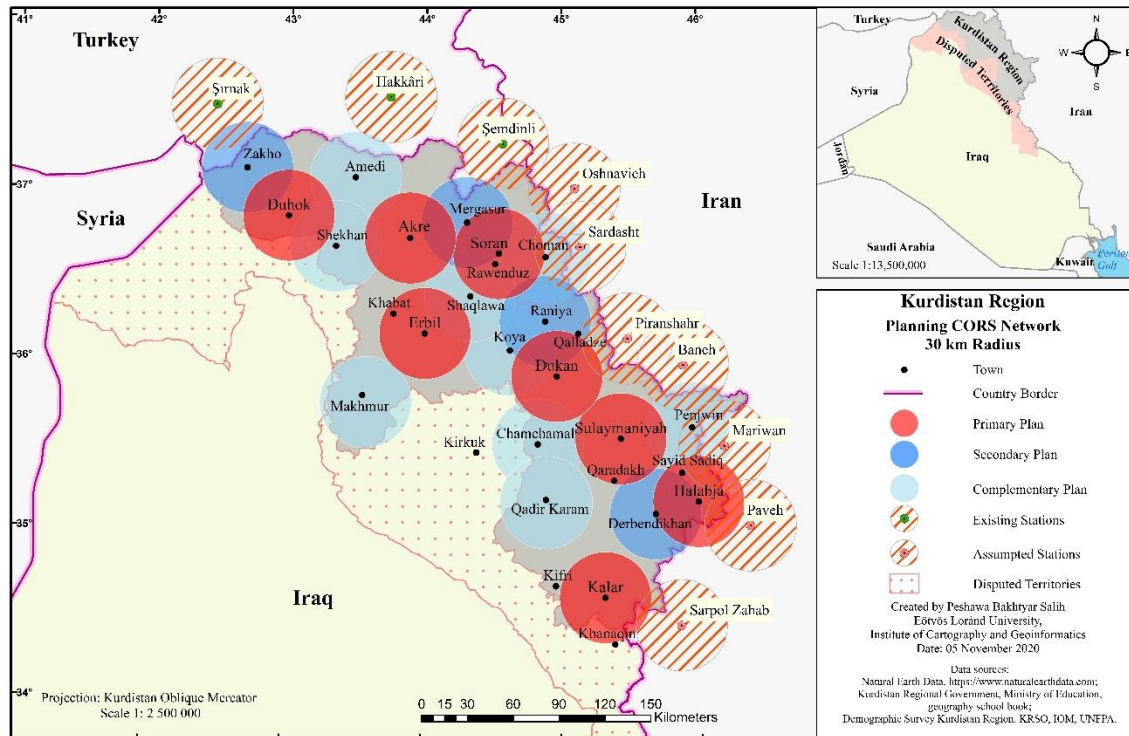 41°
42°
43°
44°
45°
46°
37°
36°
35°
34°
Turkey
Syria
Iran
Iraq
Şırnak
Hakkâri
Şemdinli
Zakho
Amedi
Oshnavieh
Duhok
Mergasur
Akre
Shekhan
Soran
Choman
Sardasht
Rawenduz
Khabat
Shaqlawa
Raniya
Erbil
Koya
Qalladze
Piranshahr
Baneh
Dukan
Makhmur
Kirkuk
Chamchamal
Sulaymaniyah
Penjwin
Mariwan
Qaradakh
Sayid Sadiq
Qadir Karam
Halabja
Derbendikhan
Paveh
Kifri
Kalar
Sarpol Zahab
Khanaqin
Projection: Kurdistan Oblique Mercator
Scale 1: 2 500 000
0 15 30 60 90 120 150
Kilometers
Turkey
Kurdistan Region
Disputed Territories
Syria
Iran
Iraq
Jordan
Saudi Arabia
Kuwait
Persian
Gulf
Scale 1:13,500,000
N
W
E
S
Kurdistan Region
Planning CORS Network
30 km Radius
Town
Country Border
Primary Plan
Secondary Plan
Complementary Plan
Existing Stations
Assumpted Stations
Disputed Territories
Created by Peshawa Bakhtyar Salih
Eötvös Loránd University,
Institute of Cartography and Geoinformatics
Date: 05 November 2020
Data sources:
Natural Earth Data. https://www.naturalearthdata.com;
Kurdistan Regional Government, Ministry of Education,
geography school book;
Demographic Survey Kurdistan Region. KRSO, IOM, UNFPA.